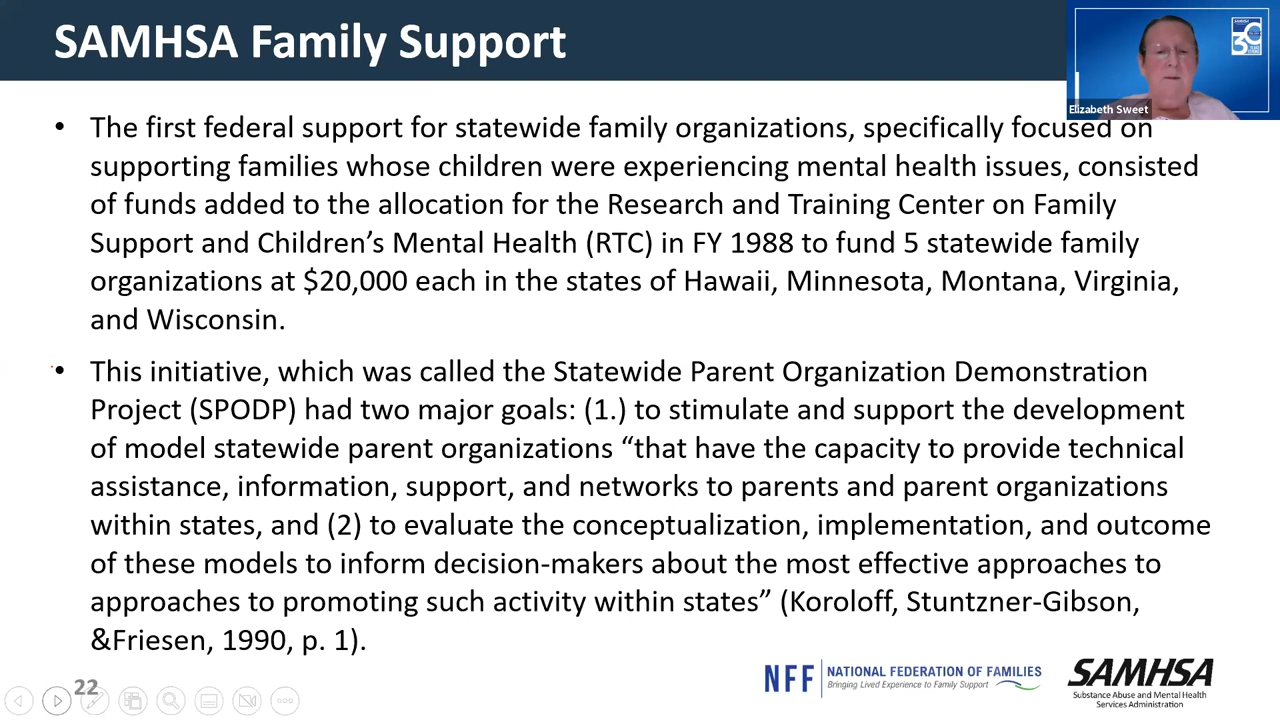 SAMHSA Family Support
Elizabeth Sweet
• The first federal support for statewide family organizations, specifically focused on
supporting families whose children were experiencing mental health issues, consisted
of funds added to the allocation for the Research and Training Center on Family
Support and Children’s Mental Health (RTC) in FY 1988 to fund 5 statewide family
organizations at $20,000 each in the states of Hawaii, Minnesota, Montana, Virginia,
and Wisconsin.
• This initiative, which was called the Statewide Parent Organization Demonstration
Project (SPODP) had two major goals: (1.) to stimulate and support the development
of model statewide parent organizations “that have the capacity to provide technical
assistance, information, support, and networks to parents and parent organizations
within states, and (2) to evaluate the conceptualization, implementation, and outcome
of these models to inform decision-makers about the most effective approaches to
approaches to promoting such activity within states” (Koroloff, Stuntzner-Gibson,
&Friesen, 1990, p. 1).
22
NFF NATIONAL FEDERATION OF FAMILIES
Bringing Lived Experience to Family Support
SAMHSA
Substance Abuse and Mental Health
Services Administration